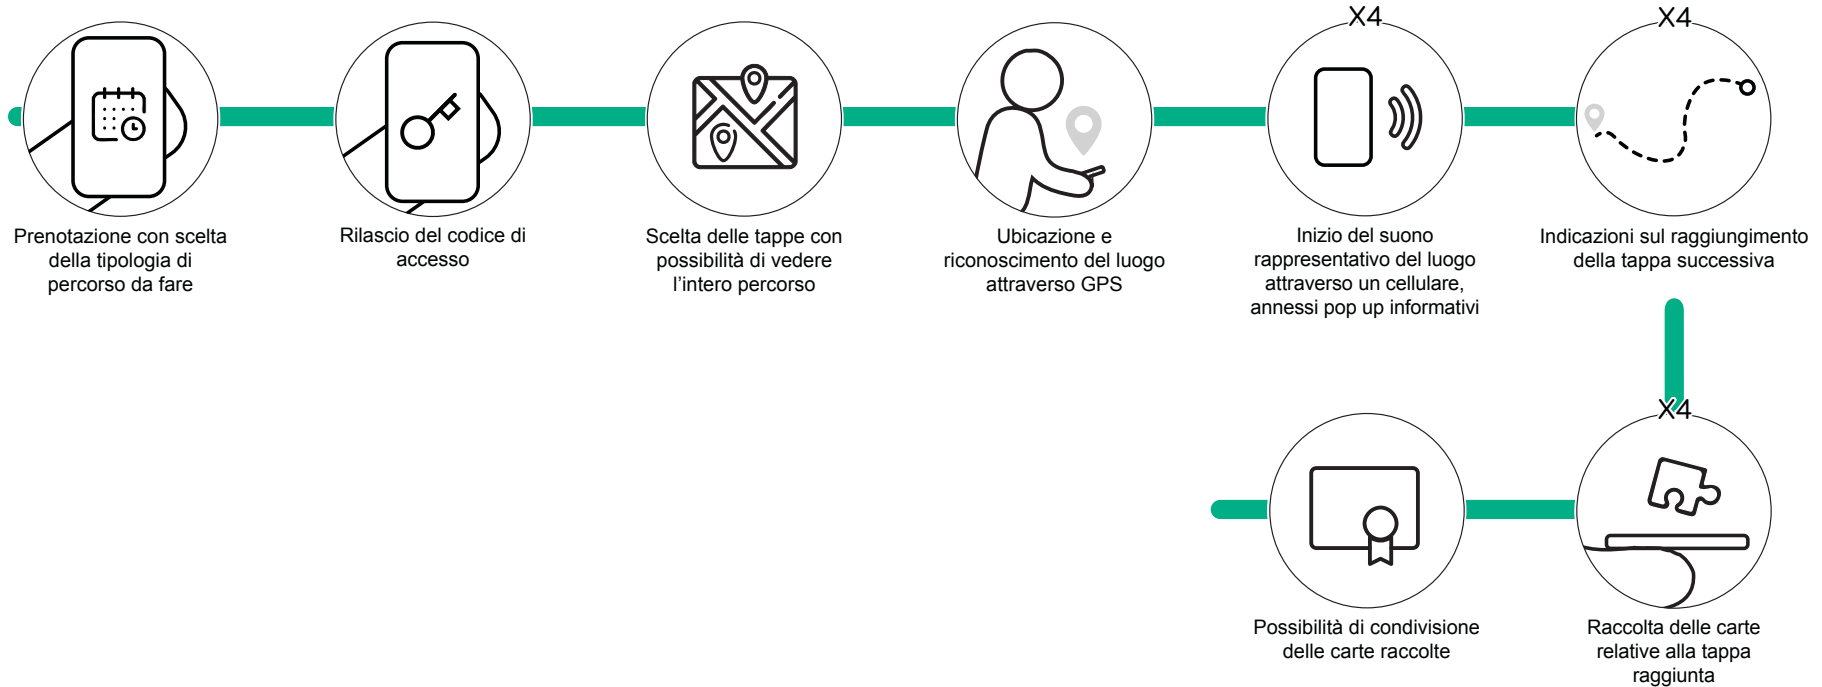 X4
X4
Prenotazione con scelta
della tipologia di
percorso da fare
Rilascio del codice di
accesso
Scelta delle tappe con
possibilità di vedere
l’intero percorso
Ubicazione e
riconoscimento del luogo
attraverso GPS
Inizio del suono
rappresentativo del luogo
attraverso un cellulare,
annessi pop up informativi
Indicazioni sul raggiungimento
della tappa successiva
X4
Raccolta delle carte
relative alla tappa
raggiunta
Possibilità di condivisione
delle carte raccolte